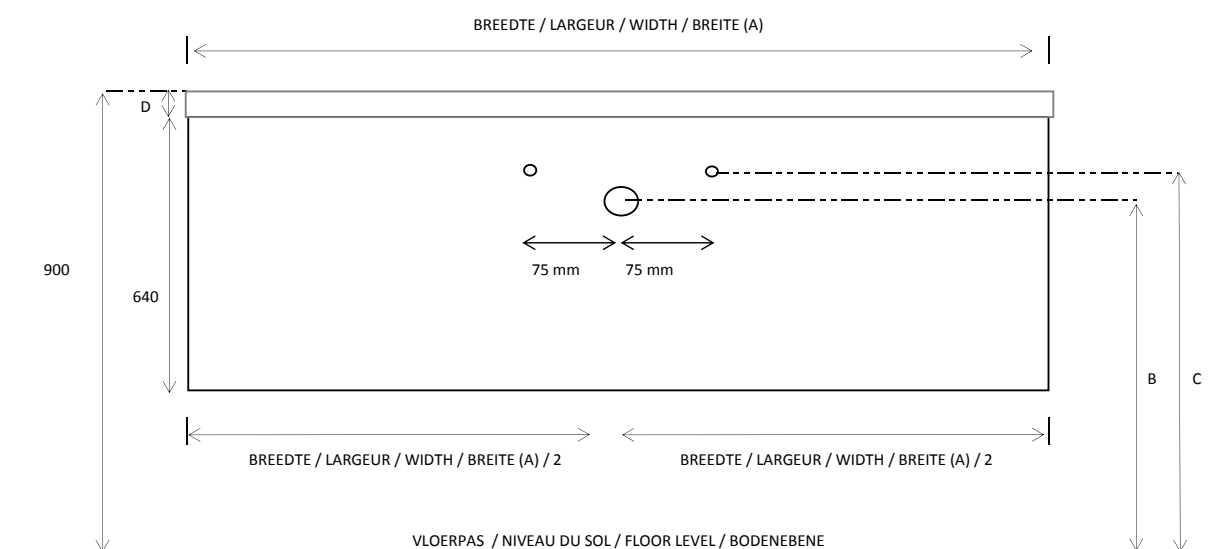 BREEDTE / LARGEUR / WIDTH / BREITE (A)
D
75 mm
75 mm
900
640
B
C
BREEDTE / LARGEUR / WIDTH / BREITE (A) / 2
BREEDTE / LARGEUR / WIDTH / BREITE (A) / 2
VLOERPAS / NIVEAU DU SOL / FLOOR LEVEL / BODENEBENE